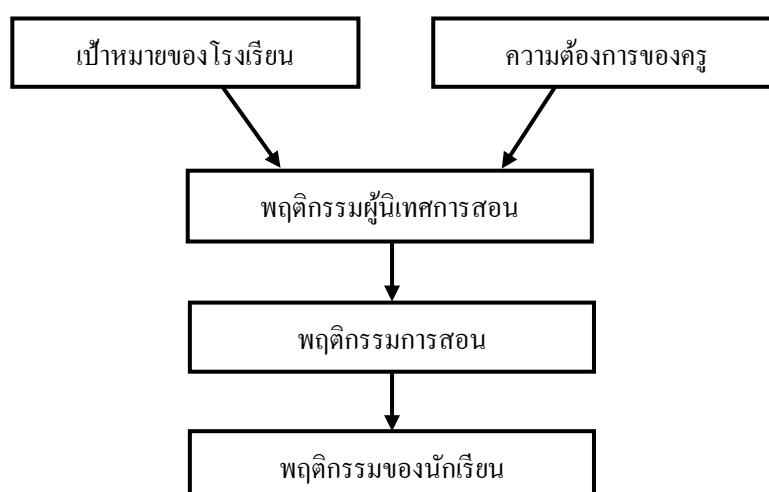 เป้าหมายของโรงเรียน
ความต้องการของครู
พฤติกรรมผู้นิเทศการสอน
พฤติกรรมการสอน
พฤติกรรมของนักเรียน